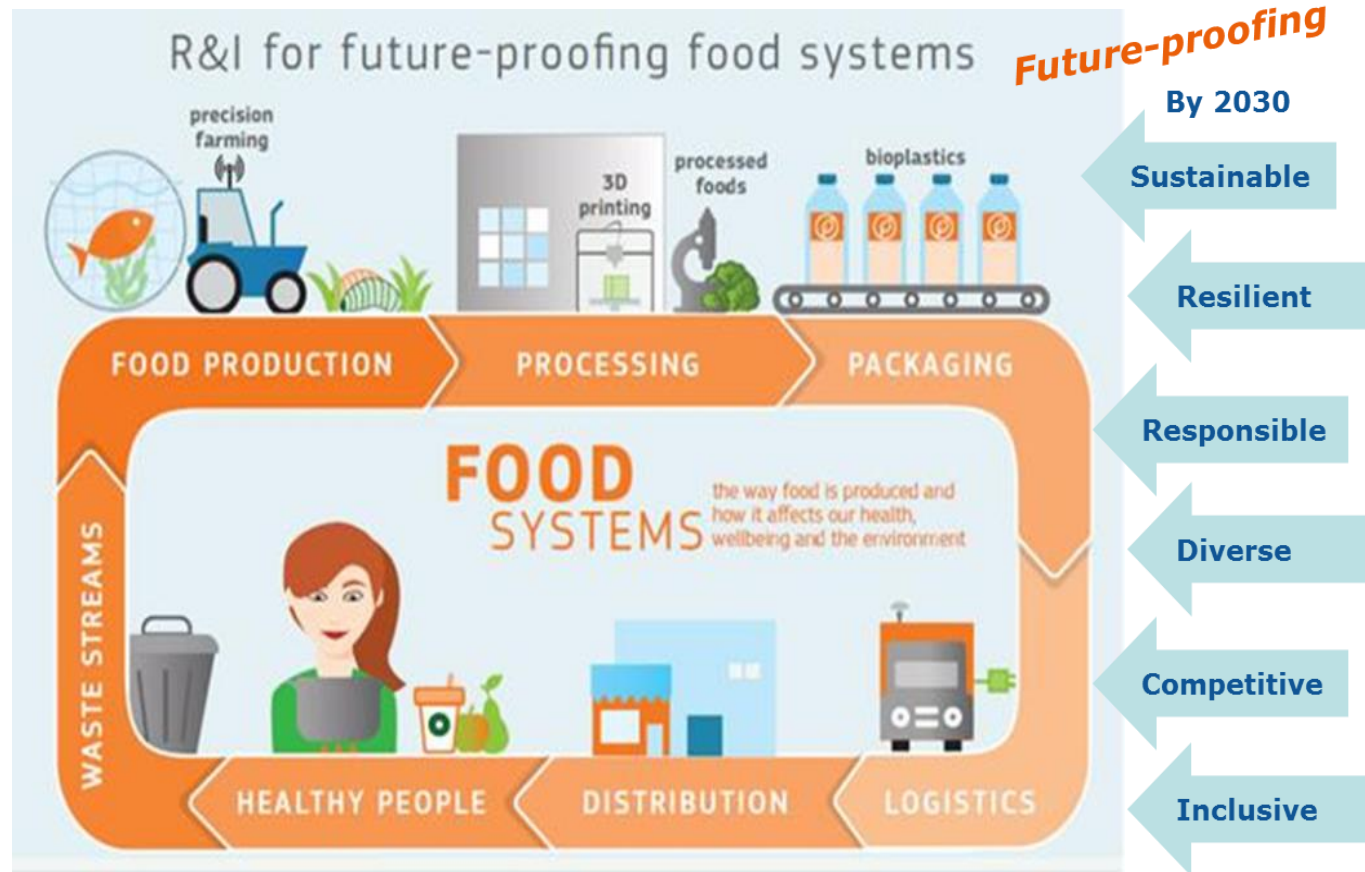 R&I for future-proofing food systems
Future-proofing
By 2030
precision
farming
3D
printing
processed
foods
bioplastics
Sustainable
Resilient
FOOD PRODUCTION
PROCESSING
PACKAGING
Responsible
FOOD
SYSTEMS
the way food is produced and
how it affects our health,
wellbeing and the environment
Diverse
WASTE STREAMS
Competitive
HEALTHY PEOPLE
DISTRIBUTION
LOGISTICS
Inclusive